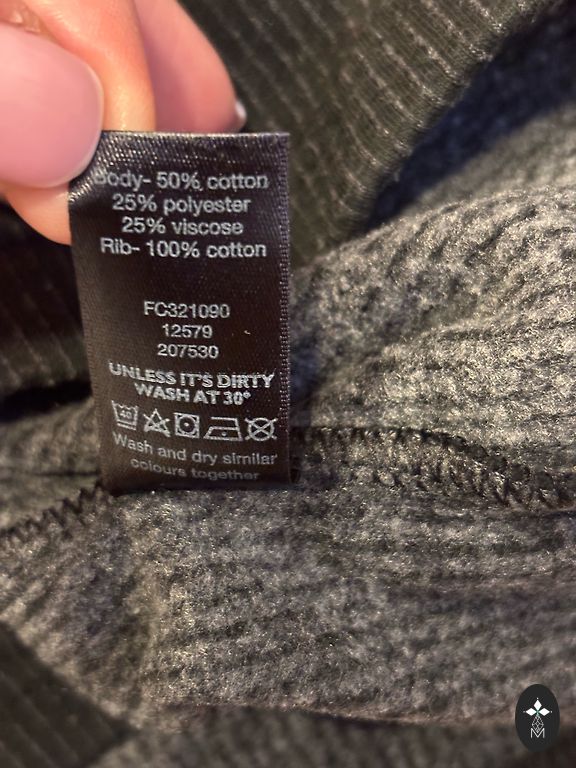 Body- 50% cotton
25% polyester
25% viscose
Rib- 100% cotton
FC321090
12579
207530
UNLESS IT'S DIRTY
WASH AT 30°
40
Wash and dry similar
colours together
M